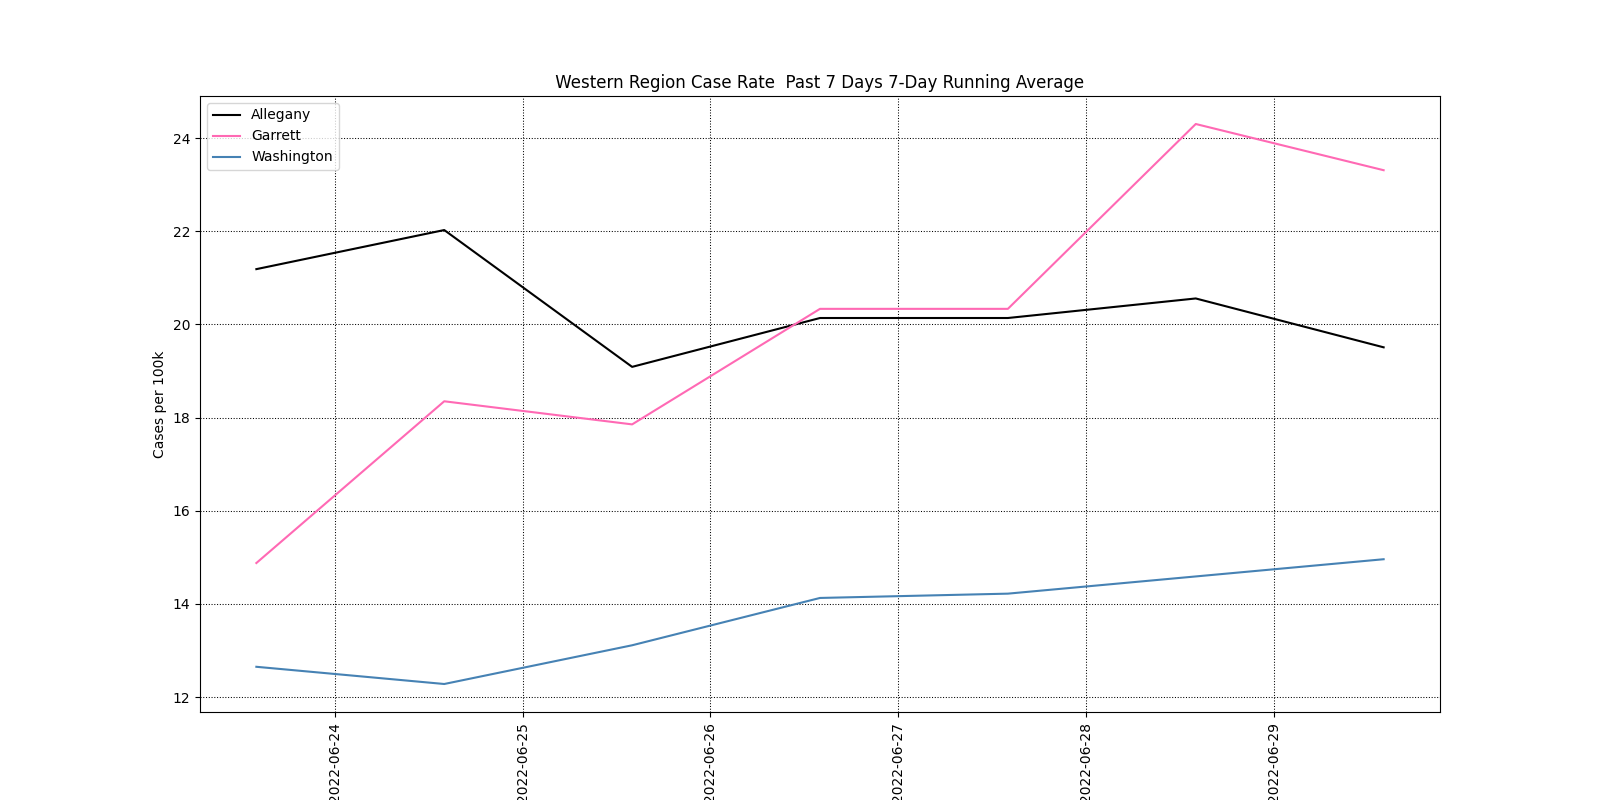 Western Region Case Rate  Past 7 Days 7-Day Running Average
Allegany
Garrett
Washington
24
22
20
18
16
14
12
Cases per 100k
2022-06-24
2022-06-25
2022-06-26
2022-06-27
2022-06-28
2022-06-29